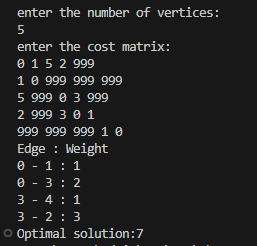 enter the number of vertices:
5
enter the cost matrix:
0 1 5 2 999
1 0 999 999 999
5 999 0 3 999
2 999 3 0 1
999 999 999 1 0
Edge : Weight
0 - 1 : 1
0 - 3 : 2
3 - 4 : 1
3 - 2 : 3
Optimal solution:7